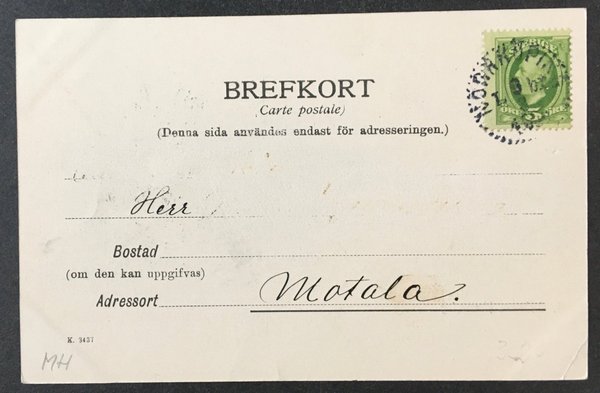 BREFKORT
(Carte postale)
(Denna sida användes endast för adresseringen.)
Herr
Bostad
(om den kan uppgifvas)
Adressort Motala.
K. 3437
MH